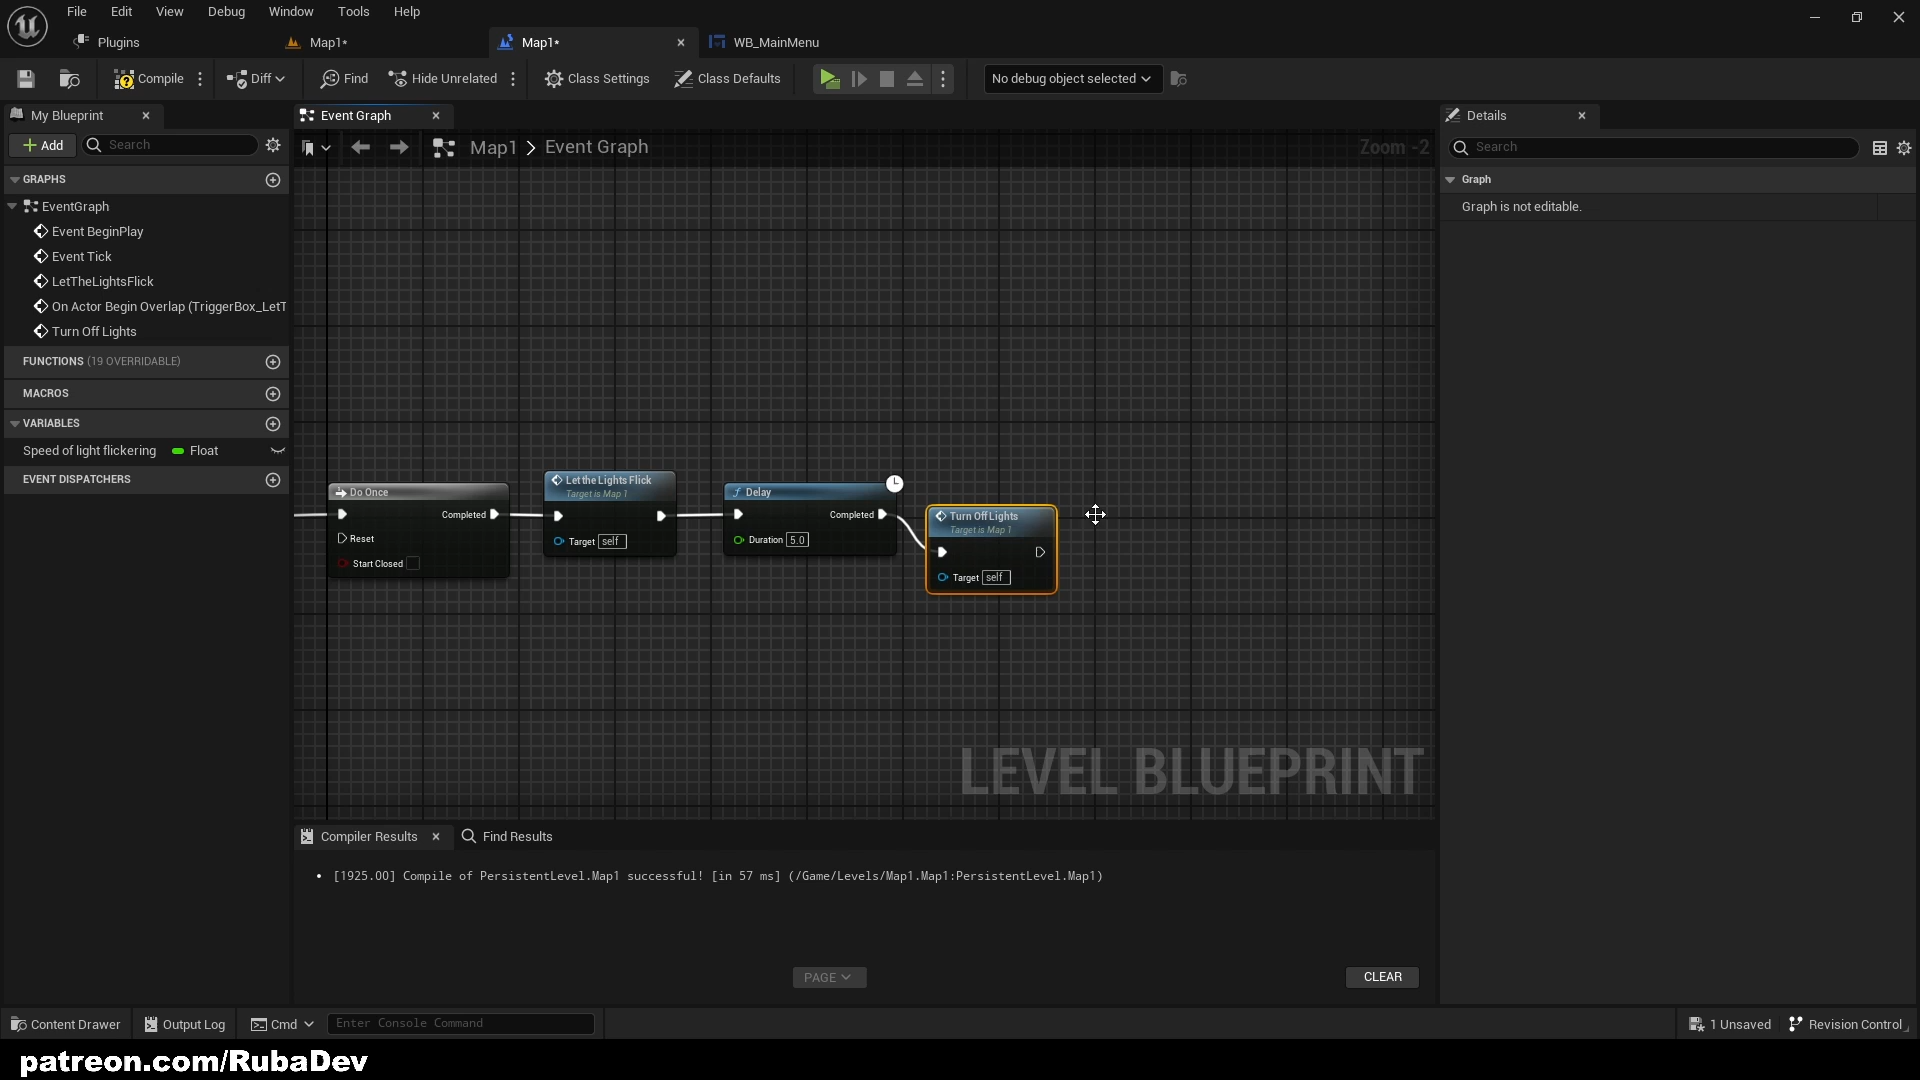 File Edit View Debug Window Tools Help
Plugins Map1* Map1* WB_MainMenu
Compile Diff Find Hide Unrelated Class Settings Class Defaults No debug object selected
My Blueprint
Add Search
GRAPHS
EventGraph
Event BeginPlay
Event Tick
LetTheLightsFlick
On Actor Begin Overlap (TriggerBox_LetT
Turn Off Lights
FUNCTIONS (19 OVERRIDABLE)
MACROS
VARIABLES
Speed of light flickering Float
EVENT DISPATCHERS
Event Graph
Map1 > Event Graph Zoom -2
Do Once
Completed
Reset
Start Closed
Let the Lights Flick
Target is Map 1
Target self
Delay
Completed
Duration 5.0
Turn Off Lights
Target is Map 1
Target self
LEVEL BLUEPRINT
Details
Search
Graph
Graph is not editable.
Compiler Results Find Results
• [1925.00] Compile of PersistentLevel.Map1 successful! [in 57 ms] (/Game/Levels/Map1.Map1:PersistentLevel.Map1)
PAGE CLEAR
Content Drawer Output Log Cmd Enter Console Command 1 Unsaved Revision Control
patreon.com/RubaDev